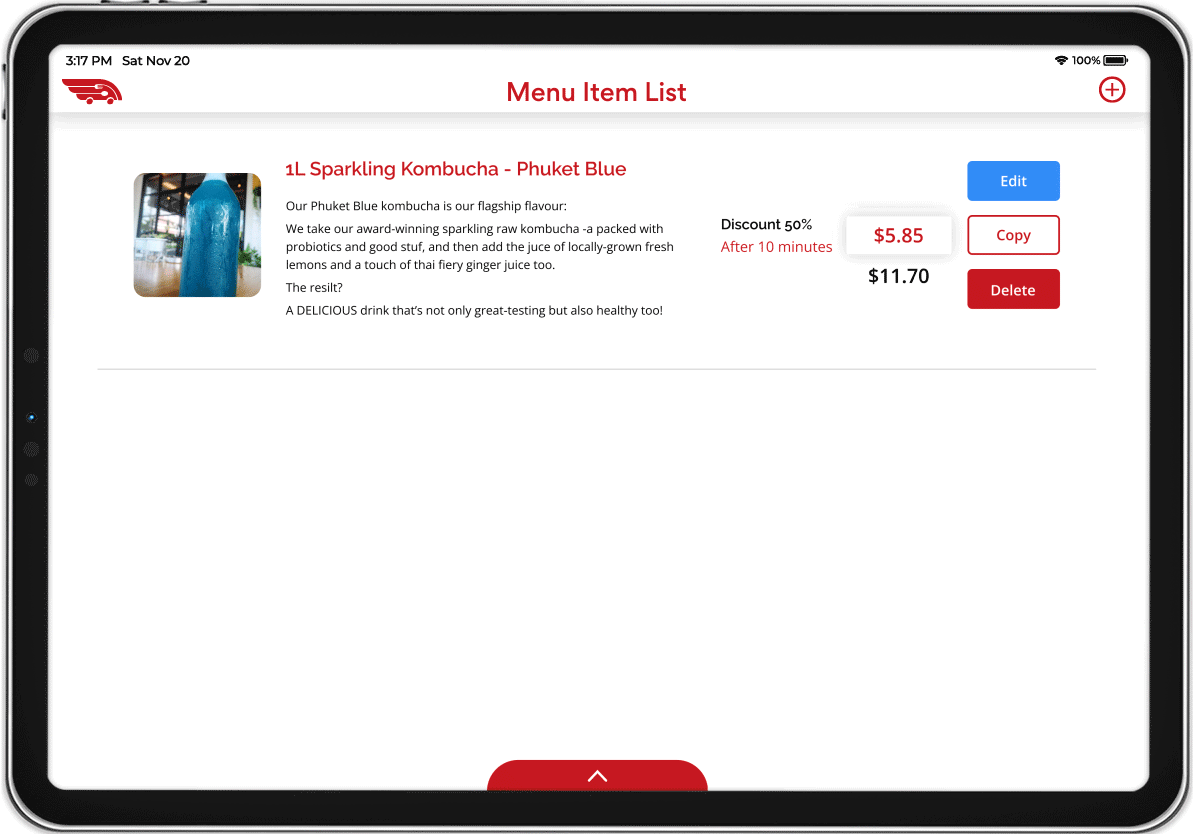 3:17 PM Sat Nov 20
100%
Menu Item List
1L Sparkling Kombucha - Phuket Blue
Our Phuket Blue kombucha is our flagship flavour:
We take our award-winning sparkling raw kombucha -a packed with
probiotics and good stuf, and then add the juce of locally-grown fresh
lemons and a touch of thai fiery ginger juice too.
The resilt?
A DELICIOUS drink that's not only great-testing but also healthy too!
Discount 50%
After 10 minutes
$5.85
$11.70
Edit
Copy
Delete